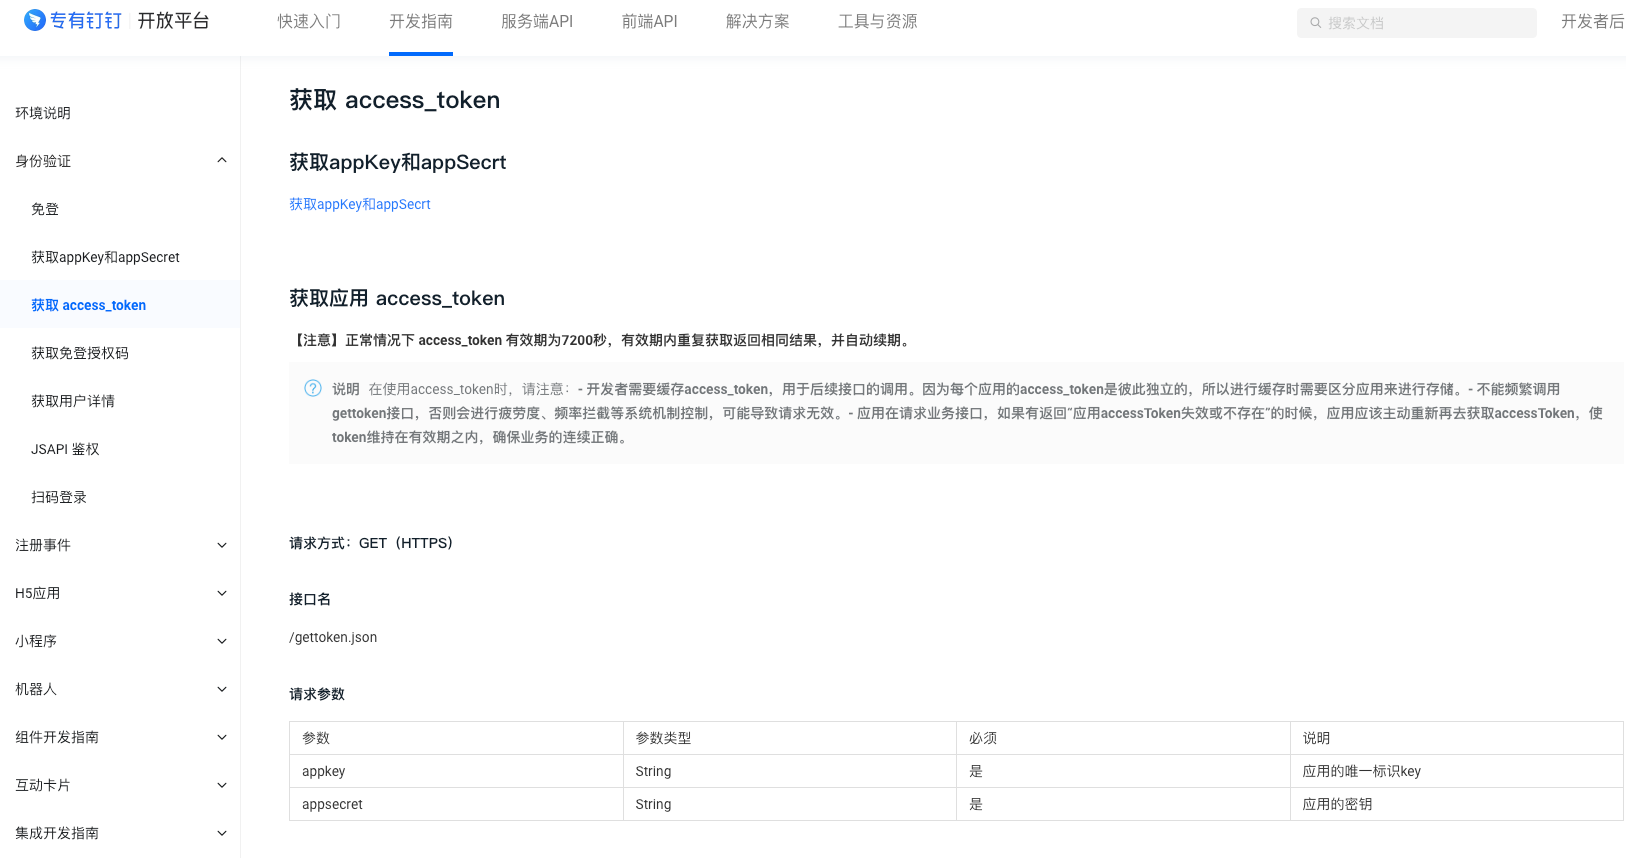 专有钉钉 开放平台 快速入门 开发指南 服务端API 前端API 解决方案 工具与资源 搜索文档 开发者后
环境说明
身份验证
免登
获取appKey和appSecret
获取 access_token
获取免登授权码
获取用户详情
JSAPI 鉴权
扫码登录
注册事件
H5应用
小程序
机器人
组件开发指南
互动卡片
集成开发指南
获取 access_token
获取appKey和appSecrt
获取appKey和appSecrt
获取应用 access_token
【注意】正常情况下 access_token 有效期为7200秒，有效期内重复获取返回相同结果，并自动续期。
说明 在使用access_token时，请注意：- 开发者需要缓存access_token，用于后续接口的调用。因为每个应用的access_token是彼此独立的，所以进行缓存时需要区分应用来进行存储。- 不能频繁调用
gettoken接口，否则会进行疲劳度、频率拦截等系统机制控制，可能导致请求无效。- 应用在请求业务接口，如果有返回“应用accessToken失效或不存在”的时候，应用应该主动重新再去获取accessToken，使
token维持在有效期之内，确保业务的连续正确。
请求方式：GET（HTTPS）
接口名
/gettoken.json
请求参数
参数 参数类型 必须 说明
appkey String 是 应用的唯一标识key
appsecret String 是 应用的密钥